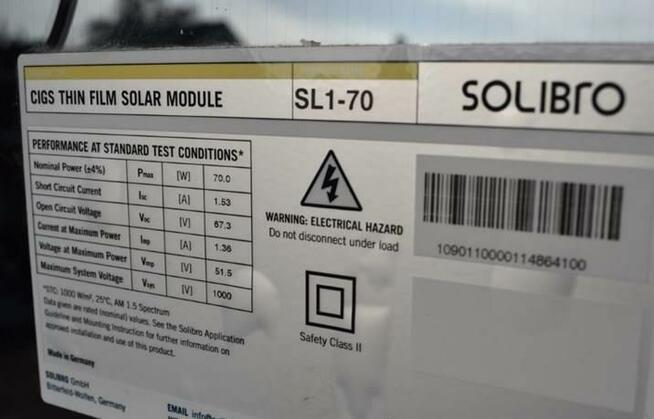 CIGS THIN FILM SOLAR MODULE SL1-70 SOLIBRO
PERFORMANCE AT STANDARD TEST CONDITIONS*
Nominal Power (±4%) Pmax [W] 70.0
Short Circuit Current Isc [A] 1.53
Open Circuit Voltage Voc [V] 67.3
Current at Maximum Power Imp [A] 1.36
Voltage at Maximum Power Vmp [V] 51.5
Maximum System Voltage Vsys [V] 1000
*STC: 1000 W/m², 25°C, AM 1.5 Spectrum
Data given are rated (nominal) values. See the Solibro Application
Guideline and Mounting Instruction for further information on
approved installation and use of this product.
Made in Germany
SOLIBRO GmbH
Bitterfeld-Wolfen, Germany
EMAIL
WARNING: ELECTRICAL HAZARD
Do not disconnect under load
Safety Class II
10901100000114864100